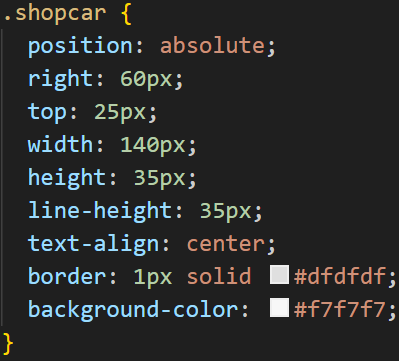 .shopcar {
position: absolute;
right: 60px;
top: 25px;
width: 140px;
height: 35px;
line-height: 35px;
text-align: center;
border: 1px solid #dfdfdf;
background-color: #f7f7f7;
}